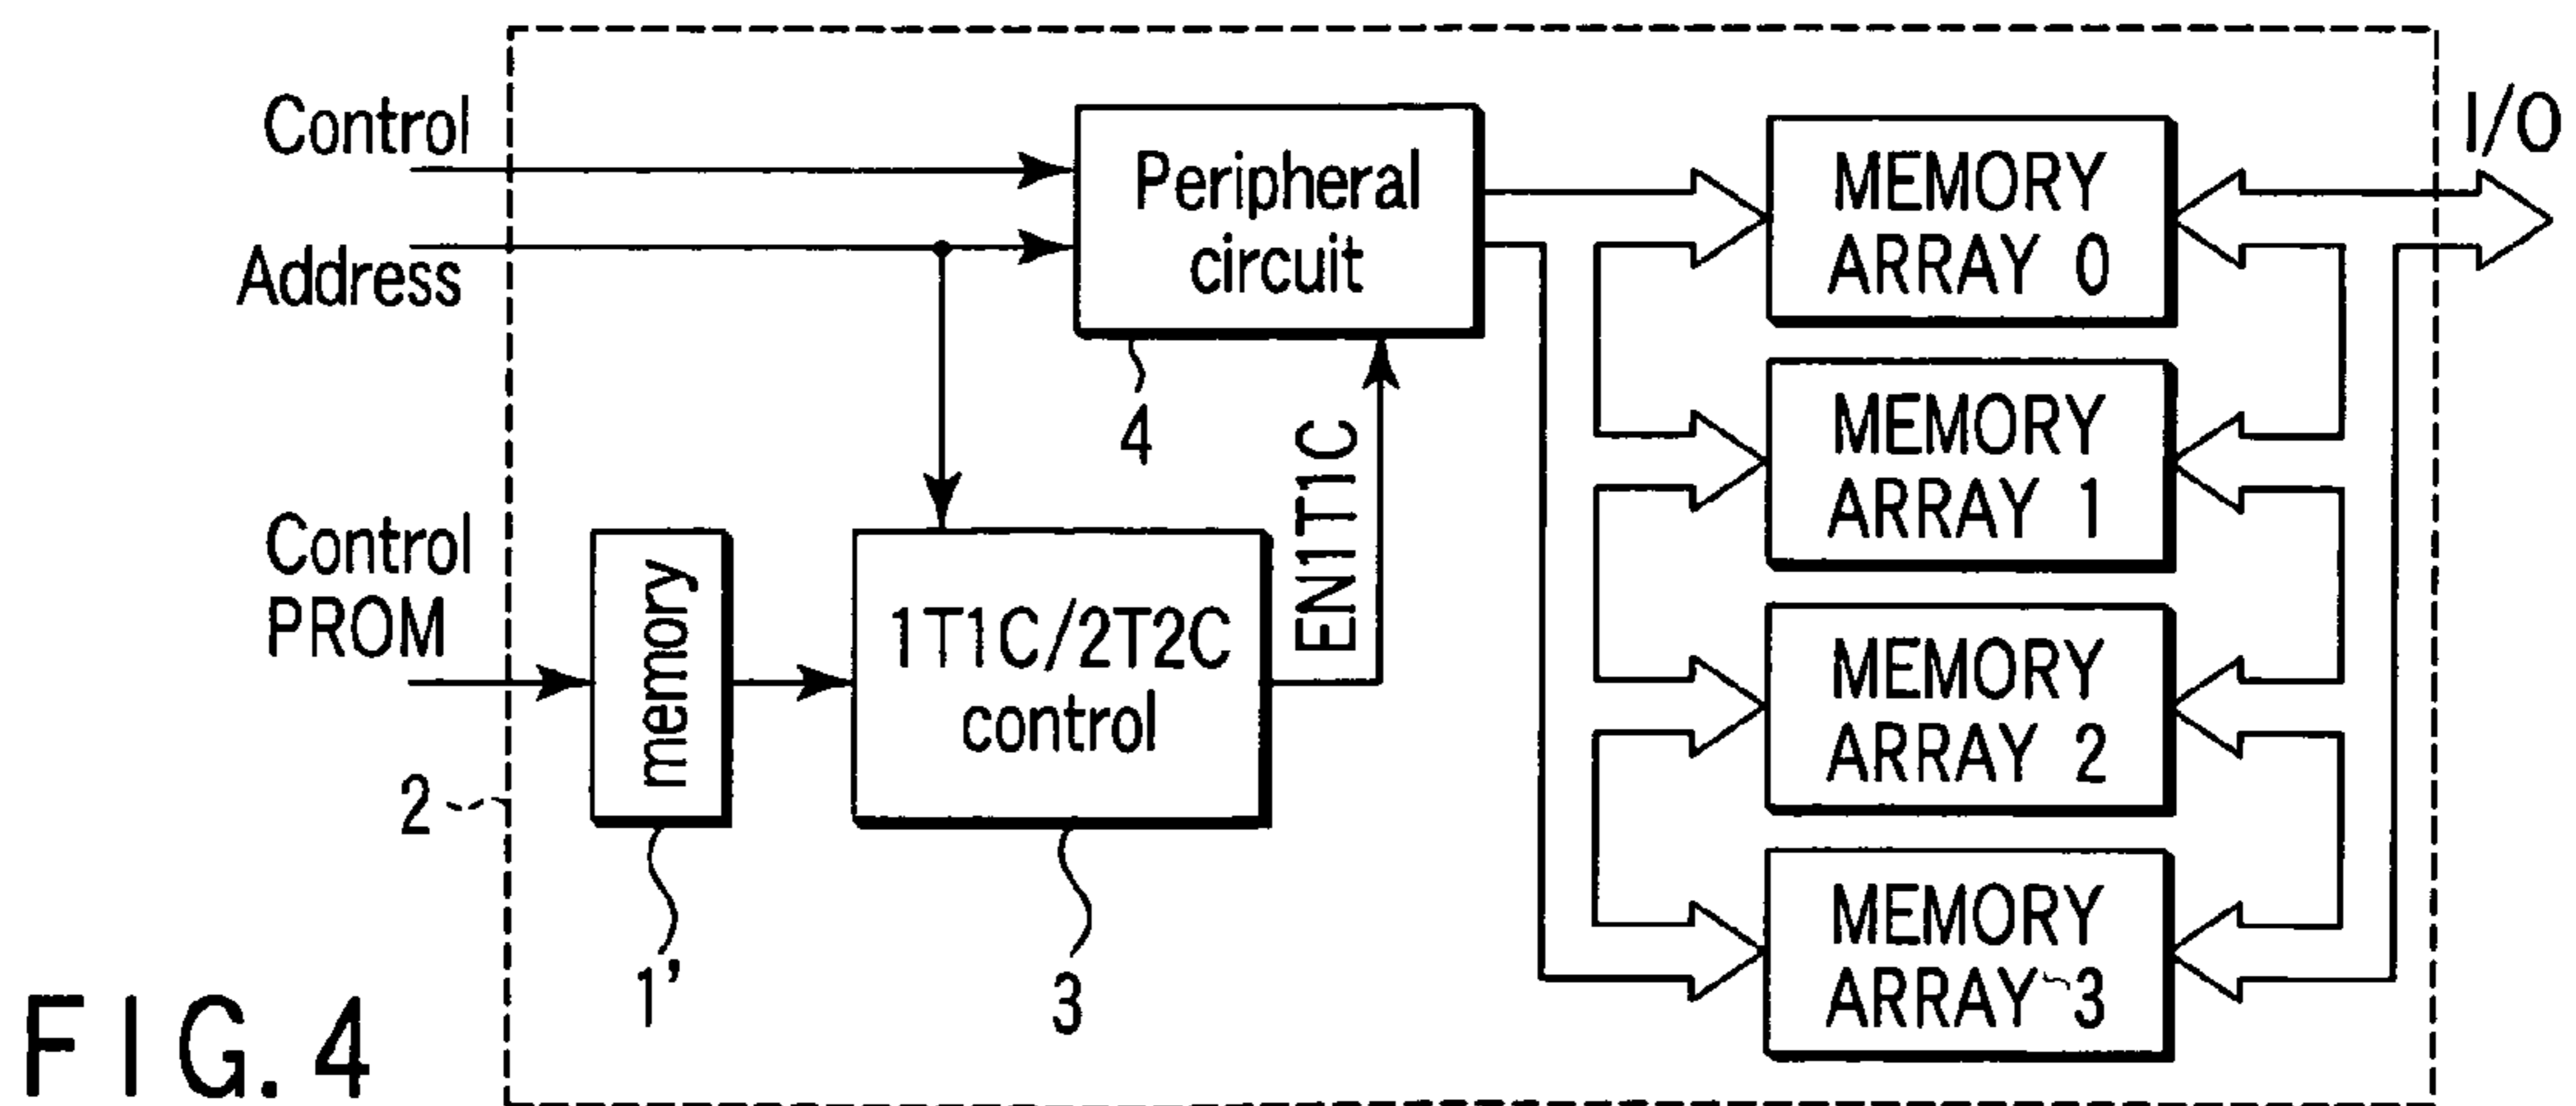 Control
Address
Peripheral
circuit
4
EN1T1C
Control
PROM
memory
1T1C/2T2C
control
2
1'
3
MEMORY
ARRAY 0
MEMORY
ARRAY 1
MEMORY
ARRAY 2
MEMORY
ARRAY 3
I/O
FIG. 4